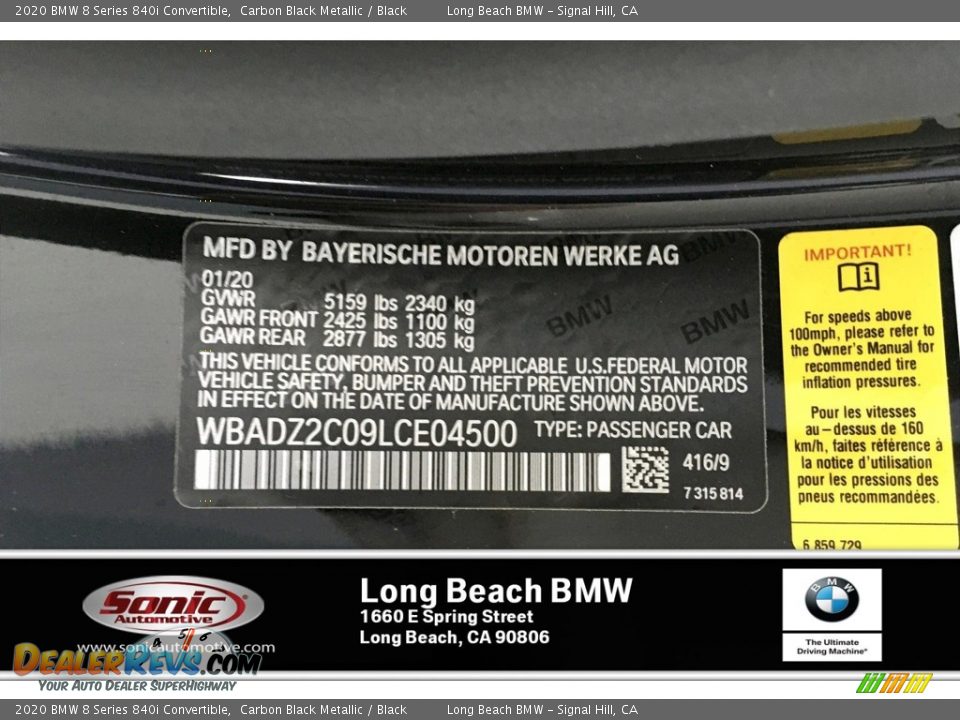 2020 BMW 8 Series 840i Convertible, Carbon Black Metallic / Black Long Beach BMW - Signal Hill, CA
MFD BY BAYERISCHE MOTOREN WERKE AG
01/20
GVWR 5159 lbs 2340 kg
GAWR FRONT 2425 lbs 1100 kg
GAWR REAR 2877 lbs 1305 kg
THIS VEHICLE CONFORMS TO ALL APPLICABLE U.S.FEDERAL MOTOR
VEHICLE SAFETY, BUMPER AND THEFT PREVENTION STANDARDS
IN EFFECT ON THE DATE OF MANUFACTURE SHOWN ABOVE.
WBADZ2C09LCE04500 TYPE: PASSENGER CAR
416/9
7 315 814
BMW
BMW
BMW
IMPORTANT!
For speeds above
100mph, please refer to
the Owner's Manual for
recommended tire
inflation pressures.
Pour les vitesses
au-dessus de 160
km/h, faites référence à
la notice d'utilisation
pour les pressions des
pneus recommandées.
6 859 729
Sonic
Automotive
www.sonicautomotive.com
DealerRevs.com
Your Auto Dealer SuperHighway
Long Beach BMW
1660 E Spring Street
Long Beach, CA 90806
BMW
The Ultimate
Driving Machine®
2020 BMW 8 Series 840i Convertible, Carbon Black Metallic / Black Long Beach BMW - Signal Hill, CA